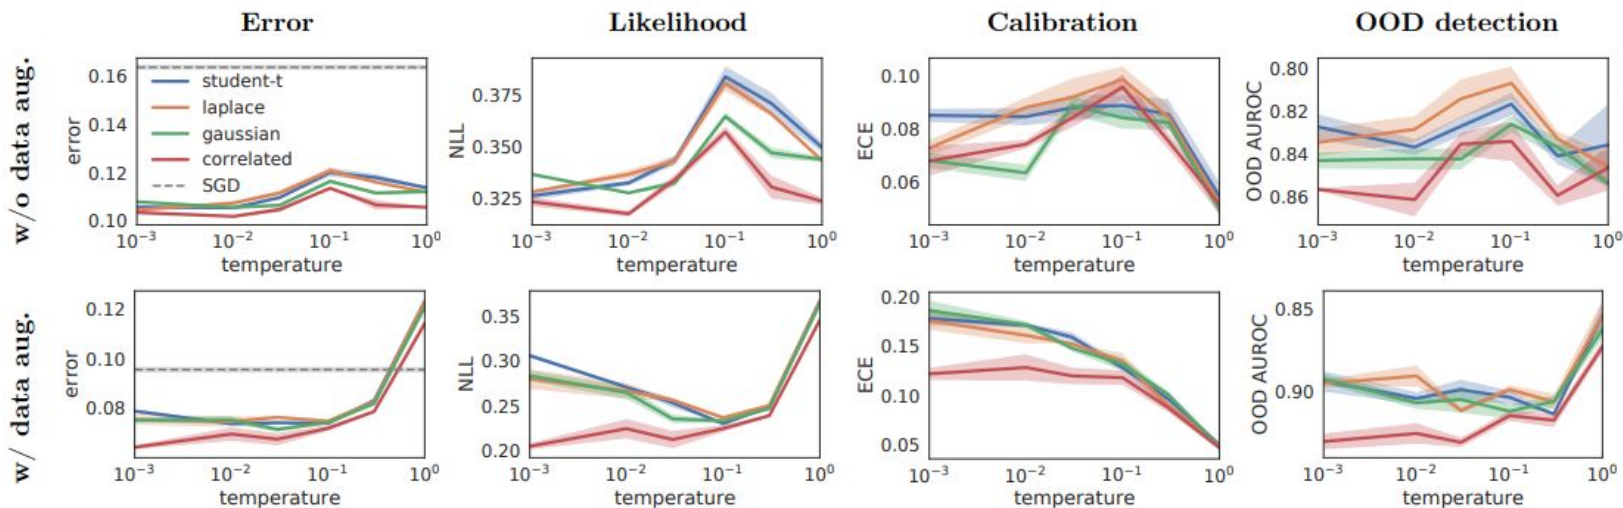 Error Likelihood Calibration OOD detection
w/o data aug.
error
0.16
0.14
0.12
0.10
student-t
laplace
gaussian
correlated
SGD
10⁻³ 10⁻² 10⁻¹ 10⁰
temperature
NLL
0.375
0.350
0.325
10⁻³ 10⁻² 10⁻¹ 10⁰
temperature
ECE
0.10
0.08
0.06
10⁻³ 10⁻² 10⁻¹ 10⁰
temperature
OOD AUROC
0.80
0.82
0.84
0.86
10⁻³ 10⁻² 10⁻¹ 10⁰
temperature
w/ data aug.
error
0.12
0.10
0.08
10⁻³ 10⁻² 10⁻¹ 10⁰
temperature
NLL
0.35
0.30
0.25
0.20
10⁻³ 10⁻² 10⁻¹ 10⁰
temperature
ECE
0.20
0.15
0.10
0.05
10⁻³ 10⁻² 10⁻¹ 10⁰
temperature
OOD AUROC
0.85
0.90
10⁻³ 10⁻² 10⁻¹ 10⁰
temperature